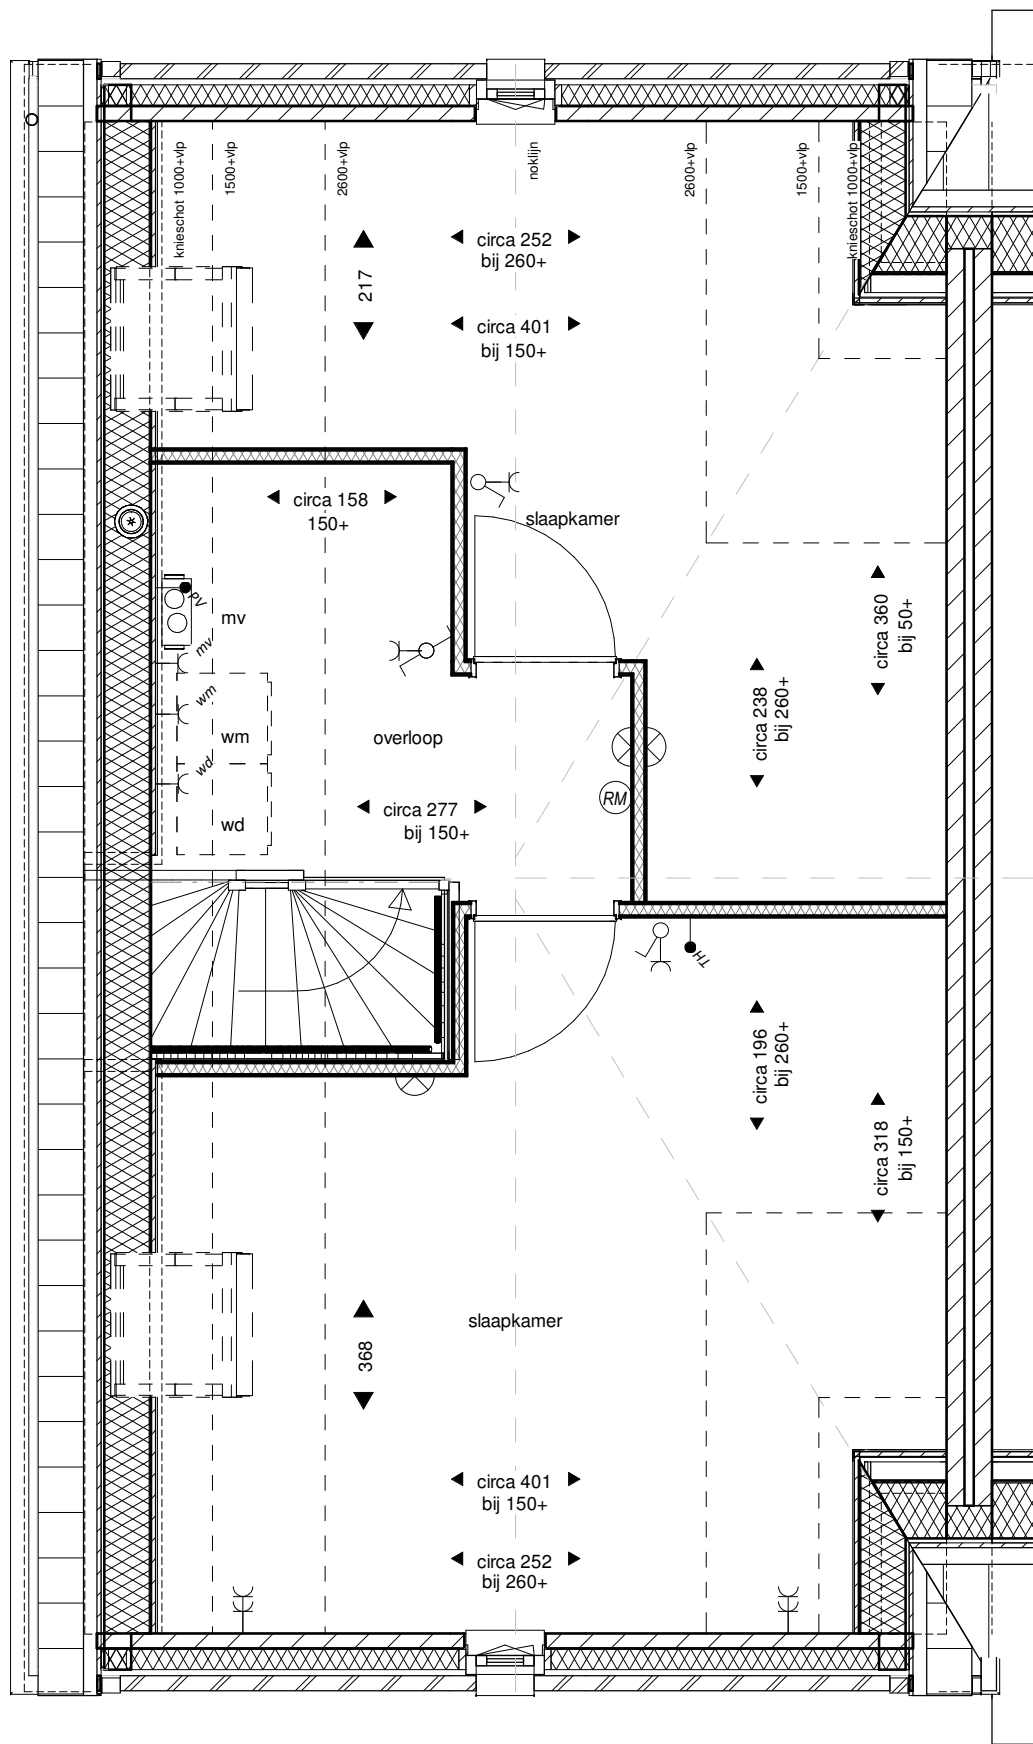 knieschot 1000+vlp
1500+vlp
2600+vlp
noklijn
2600+vlp
1500+vlp
knieschot 1000+vlp
217
circa 252
bij 260+
circa 401
bij 150+
circa 158
150+
slaapkamer
PV
mv
mv
wm
wm
wd
wd
overloop
circa 277
bij 150+
RM
circa 238
bij 260+
circa 360
bij 50+
TH
circa 196
bij 260+
circa 318
bij 150+
368
slaapkamer
circa 401
bij 150+
circa 252
bij 260+